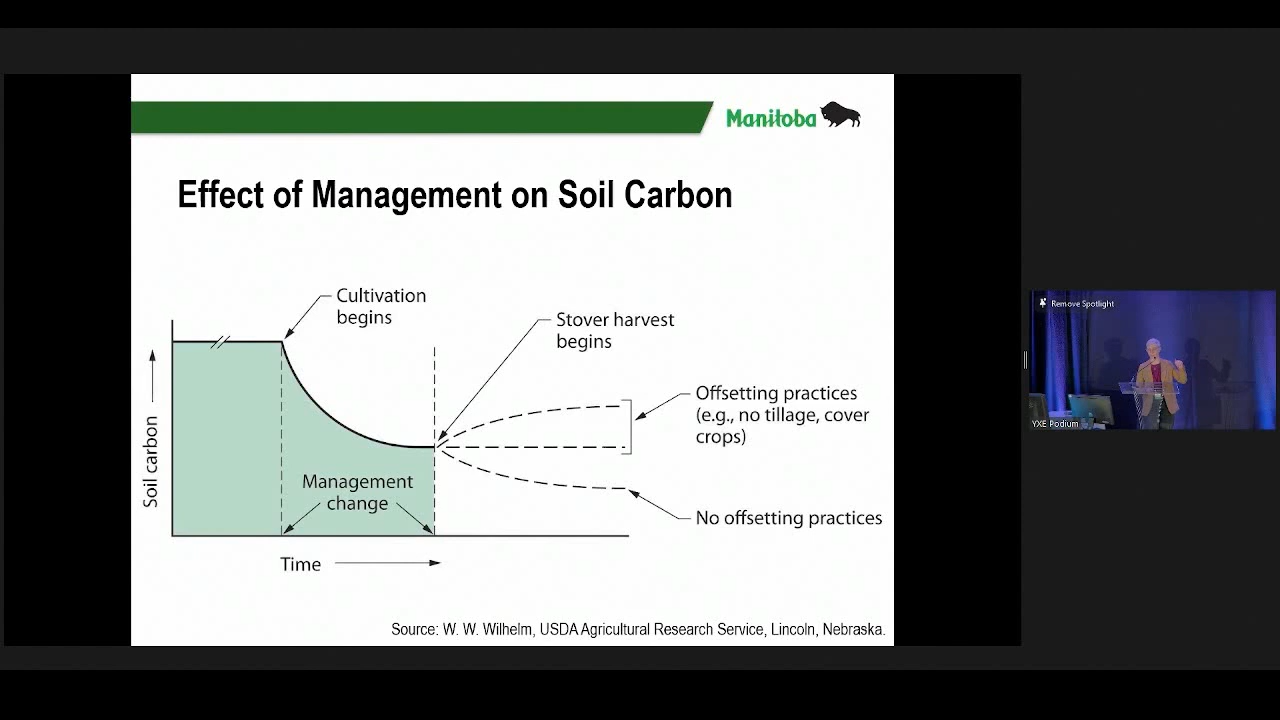 Manitoba
Effect of Management on Soil Carbon
Cultivation
begins
Stover harvest
begins
Offsetting practices
(e.g., no tillage, cover
crops)
Soil carbon
Management
change
No offsetting practices
Time
Source: W. W. Wilhelm, USDA Agricultural Research Service, Lincoln, Nebraska.
Remove Spotlight
YXE Podium